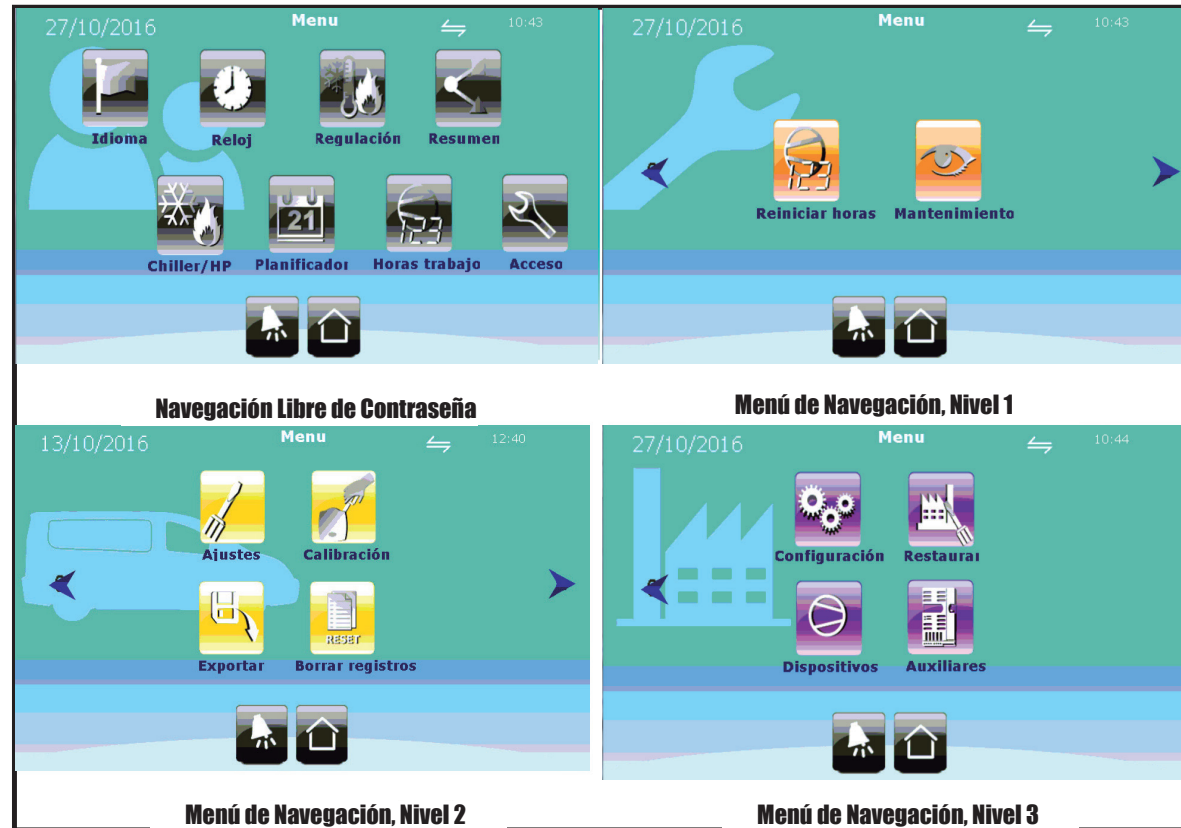 27/10/2016 Menu 10:43
Idioma Reloj Regulación Resumen
21
123
Chiller/HP Planificador Horas trabajo Acceso
Navegación Libre de Contraseña
27/10/2016 Menu 10:43
123
Reiniciar horas Mantenimiento
Menú de Navegación, Nivel 1
13/10/2016 Menu 12:40
Ajustes Calibración
RESET
Exportar Borrar registros
Menú de Navegación, Nivel 2
27/10/2016 Menu 10:44
Configuración Restaurar
Dispositivos Auxiliares
Menú de Navegación, Nivel 3